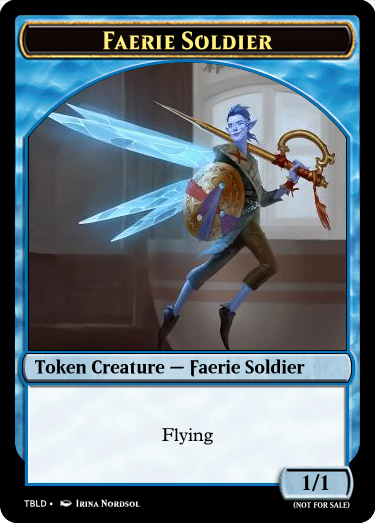 Faerie Soldier
Token Creature — Faerie Soldier
Flying
1/1
TBLD • Irina Nordsol
(NOT FOR SALE)